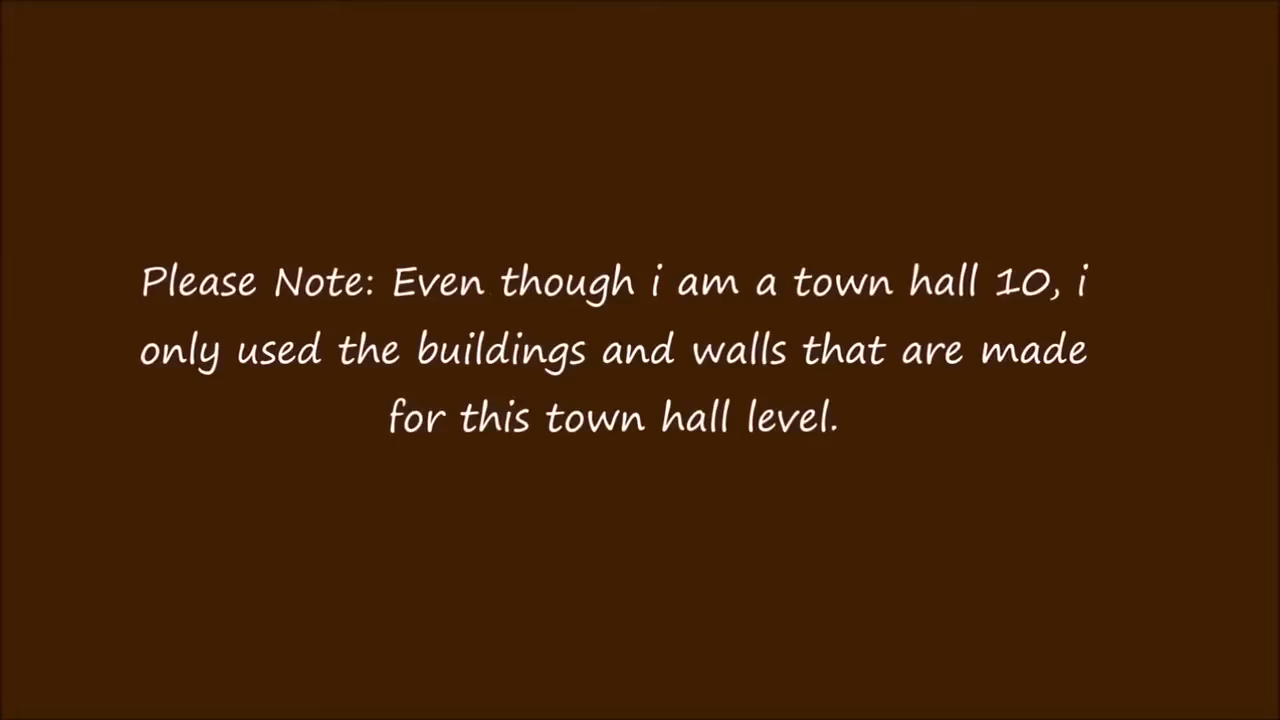 Please Note: Even though i am a town hall 10, i
only used the buildings and walls that are made
for this town hall level.